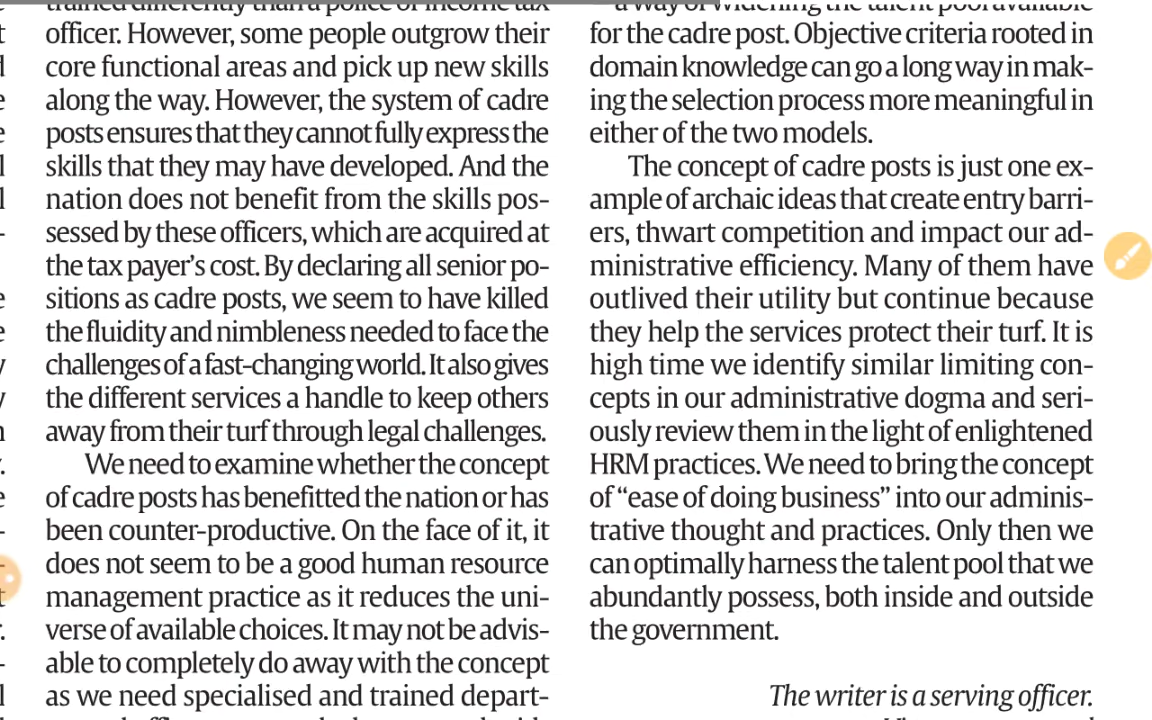 trained differently than a police or income tax
officer. However, some people outgrow their
core functional areas and pick up new skills
along the way. However, the system of cadre
posts ensures that they cannot fully express the
skills that they may have developed. And the
nation does not benefit from the skills pos-
sessed by these officers, which are acquired at
the tax payer's cost. By declaring all senior po-
sitions as cadre posts, we seem to have killed
the fluidity and nimbleness needed to face the
challenges of a fast-changing world. It also gives
the different services a handle to keep others
away from their turf through legal challenges.
We need to examine whether the concept
of cadre posts has benefitted the nation or has
been counter-productive. On the face of it, it
does not seem to be a good human resource
management practice as it reduces the uni-
verse of available choices. It may not be advis-
able to completely do away with the concept
as we need specialised and trained depart-
a way of widening the talent pool available
for the cadre post. Objective criteria rooted in
domain knowledge can go a long way in mak-
ing the selection process more meaningful in
either of the two models.
The concept of cadre posts is just one ex-
ample of archaic ideas that create entry barri-
ers, thwart competition and impact our ad-
ministrative efficiency. Many of them have
outlived their utility but continue because
they help the services protect their turf. It is
high time we identify similar limiting con-
cepts in our administrative dogma and seri-
ously review them in the light of enlightened
HRM practices. We need to bring the concept
of “ease of doing business” into our adminis-
trative thought and practices. Only then we
can optimally harness the talent pool that we
abundantly possess, both inside and outside
the government.
The writer is a serving officer.